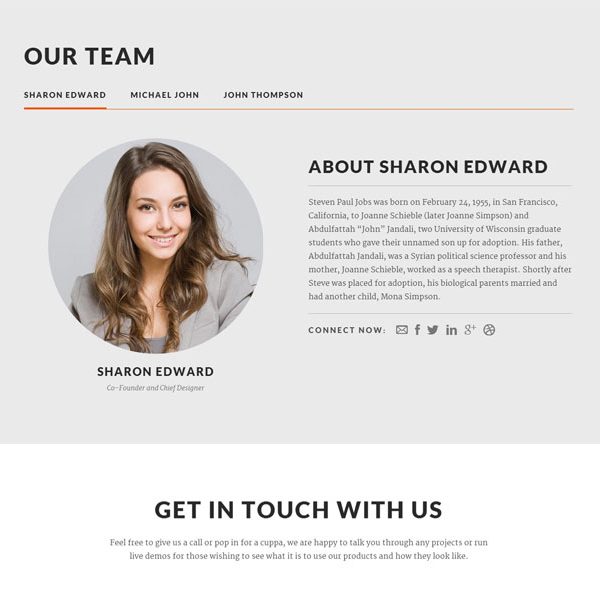 OUR TEAM
SHARON EDWARD MICHAEL JOHN JOHN THOMPSON
ABOUT SHARON EDWARD
Steven Paul Jobs was born on February 24, 1955, in San Francisco,
California, to Joanne Schieble (later Joanne Simpson) and
Abdulfattah “John” Jandali, two University of Wisconsin graduate
students who gave their unnamed son up for adoption. His father,
Abdulfattah Jandali, was a Syrian political science professor and his
mother, Joanne Schieble, worked as a speech therapist. Shortly after
Steve was placed for adoption, his biological parents married and
had another child, Mona Simpson.
CONNECT NOW:
SHARON EDWARD
Co-Founder and Chief Designer
GET IN TOUCH WITH US
Feel free to give us a call or pop in for a cuppa, we are happy to talk you through any projects or run
live demos for those wishing to see what it is to use our products and how they look like.